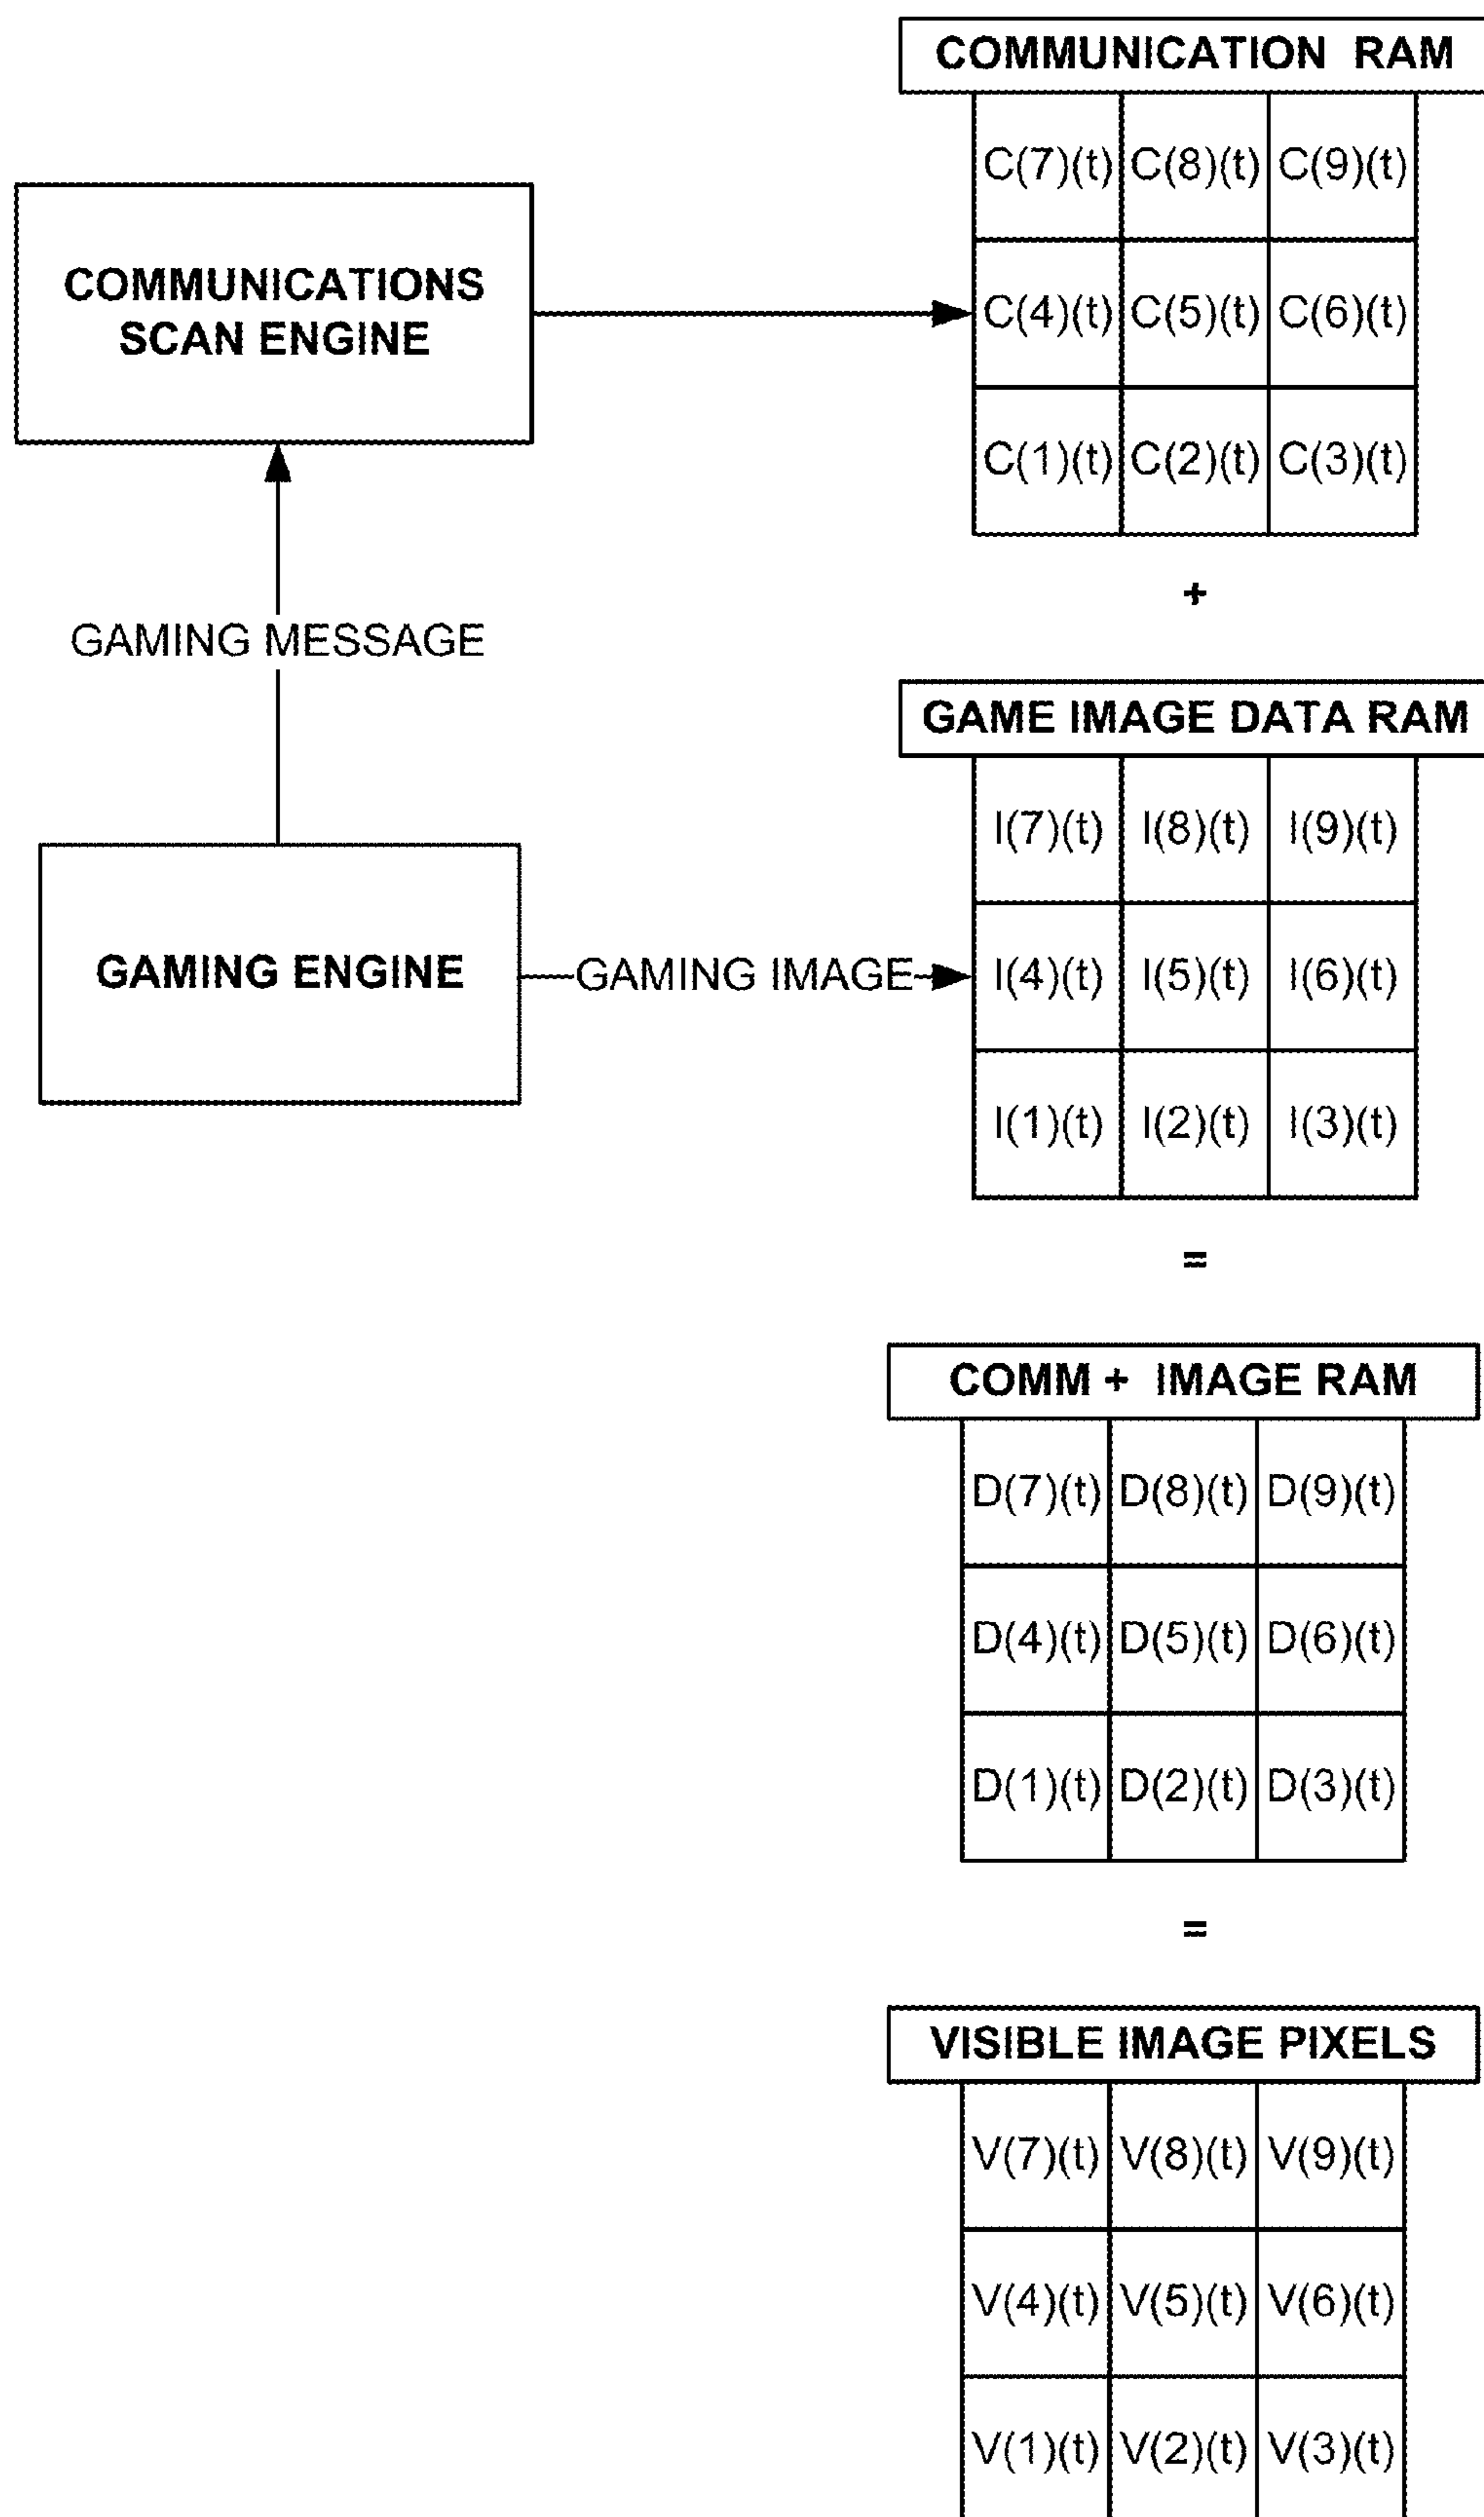 COMMUNICATION RAM
C(7)(t) C(8)(t) C(9)(t)
COMMUNICATIONS
SCAN ENGINE
C(4)(t) C(5)(t) C(6)(t)
C(1)(t) C(2)(t) C(3)(t)
+
GAMING MESSAGE
GAME IMAGE DATA RAM
I(7)(t) I(8)(t) I(9)(t)
GAMING ENGINE
GAMING IMAGE
I(4)(t) I(5)(t) I(6)(t)
I(1)(t) I(2)(t) I(3)(t)
=
COMM + IMAGE RAM
D(7)(t) D(8)(t) D(9)(t)
D(4)(t) D(5)(t) D(6)(t)
D(1)(t) D(2)(t) D(3)(t)
=
VISIBLE IMAGE PIXELS
V(7)(t) V(8)(t) V(9)(t)
V(4)(t) V(5)(t) V(6)(t)
V(1)(t) V(2)(t) V(3)(t)